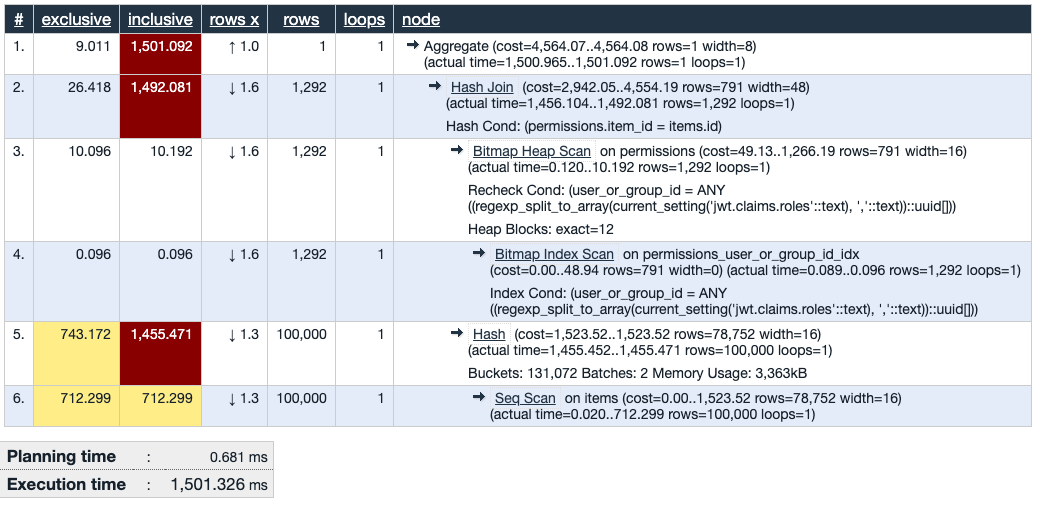 # exclusive inclusive rows x rows loops node
1. 9.011 1,501.092 ↑ 1.0 1 1 → Aggregate (cost=4,564.07..4,564.08 rows=1 width=8)
(actual time=1,500.965..1,501.092 rows=1 loops=1)
2. 26.418 1,492.081 ↓ 1.6 1,292 1 → Hash Join (cost=2,942.05..4,554.19 rows=791 width=48)
(actual time=1,456.104..1,492.081 rows=1,292 loops=1)
Hash Cond: (permissions.item_id = items.id)
3. 10.096 10.192 ↓ 1.6 1,292 1 → Bitmap Heap Scan on permissions (cost=49.13..1,266.19 rows=791 width=16)
(actual time=0.120..10.192 rows=1,292 loops=1)
Recheck Cond: (user_or_group_id = ANY
((regexp_split_to_array(current_setting('jwt.claims.roles'::text), ','::text))::uuid[]))
Heap Blocks: exact=12
4. 0.096 0.096 ↓ 1.6 1,292 1 → Bitmap Index Scan on permissions_user_or_group_id_idx
(cost=0.00..48.94 rows=791 width=0) (actual time=0.089..0.096 rows=1,292 loops=1)
Index Cond: (user_or_group_id = ANY
((regexp_split_to_array(current_setting('jwt.claims.roles'::text), ','::text))::uuid[]))
5. 743.172 1,455.471 ↓ 1.3 100,000 1 → Hash (cost=1,523.52..1,523.52 rows=78,752 width=16)
(actual time=1,455.452..1,455.471 rows=100,000 loops=1)
Buckets: 131,072 Batches: 2 Memory Usage: 3,363kB
6. 712.299 712.299 ↓ 1.3 100,000 1 → Seq Scan on items (cost=0.00..1,523.52 rows=78,752 width=16)
(actual time=0.020..712.299 rows=100,000 loops=1)
Planning time : 0.681 ms
Execution time : 1,501.326 ms